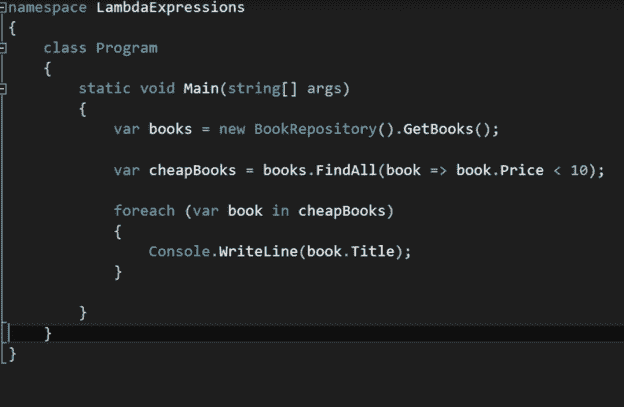 namespace LambdaExpressions
{
    class Program
    {
        static void Main(string[] args)
        {
            var books = new BookRepository().GetBooks();

            var cheapBooks = books.FindAll(book => book.Price < 10);

            foreach (var book in cheapBooks)
            {
                Console.WriteLine(book.Title);
            }

        }
    }
}